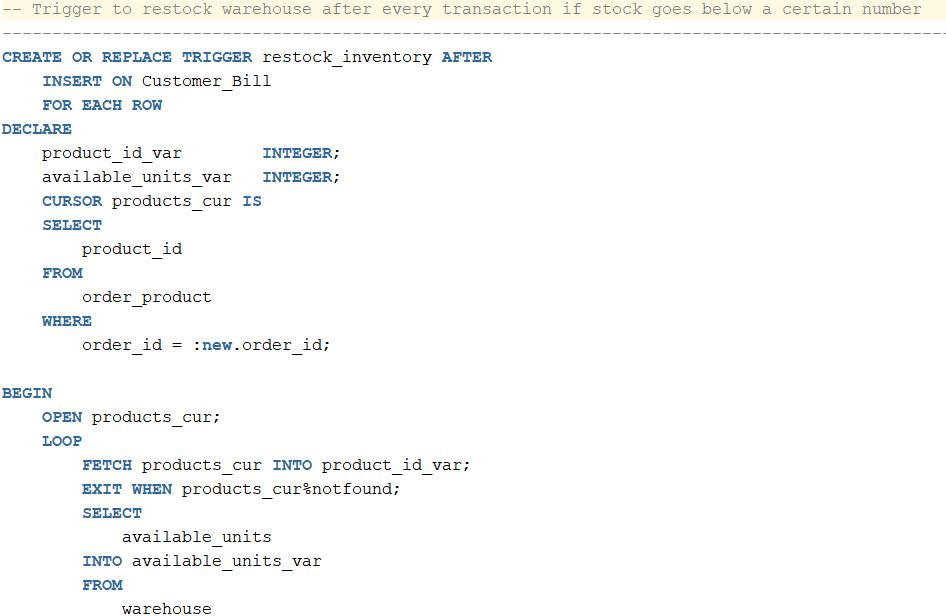 -- Trigger to restock warehouse after every transaction if stock goes below a certain number
--------------------------------------------------------------------------------------------
CREATE OR REPLACE TRIGGER restock_inventory AFTER
    INSERT ON Customer_Bill
    FOR EACH ROW
DECLARE
    product_id_var        INTEGER;
    available_units_var   INTEGER;
    CURSOR products_cur IS
    SELECT
        product_id
    FROM
        order_product
    WHERE
        order_id = :new.order_id;

BEGIN
    OPEN products_cur;
    LOOP
        FETCH products_cur INTO product_id_var;
        EXIT WHEN products_cur%notfound;
        SELECT
            available_units
        INTO available_units_var
        FROM
            warehouse